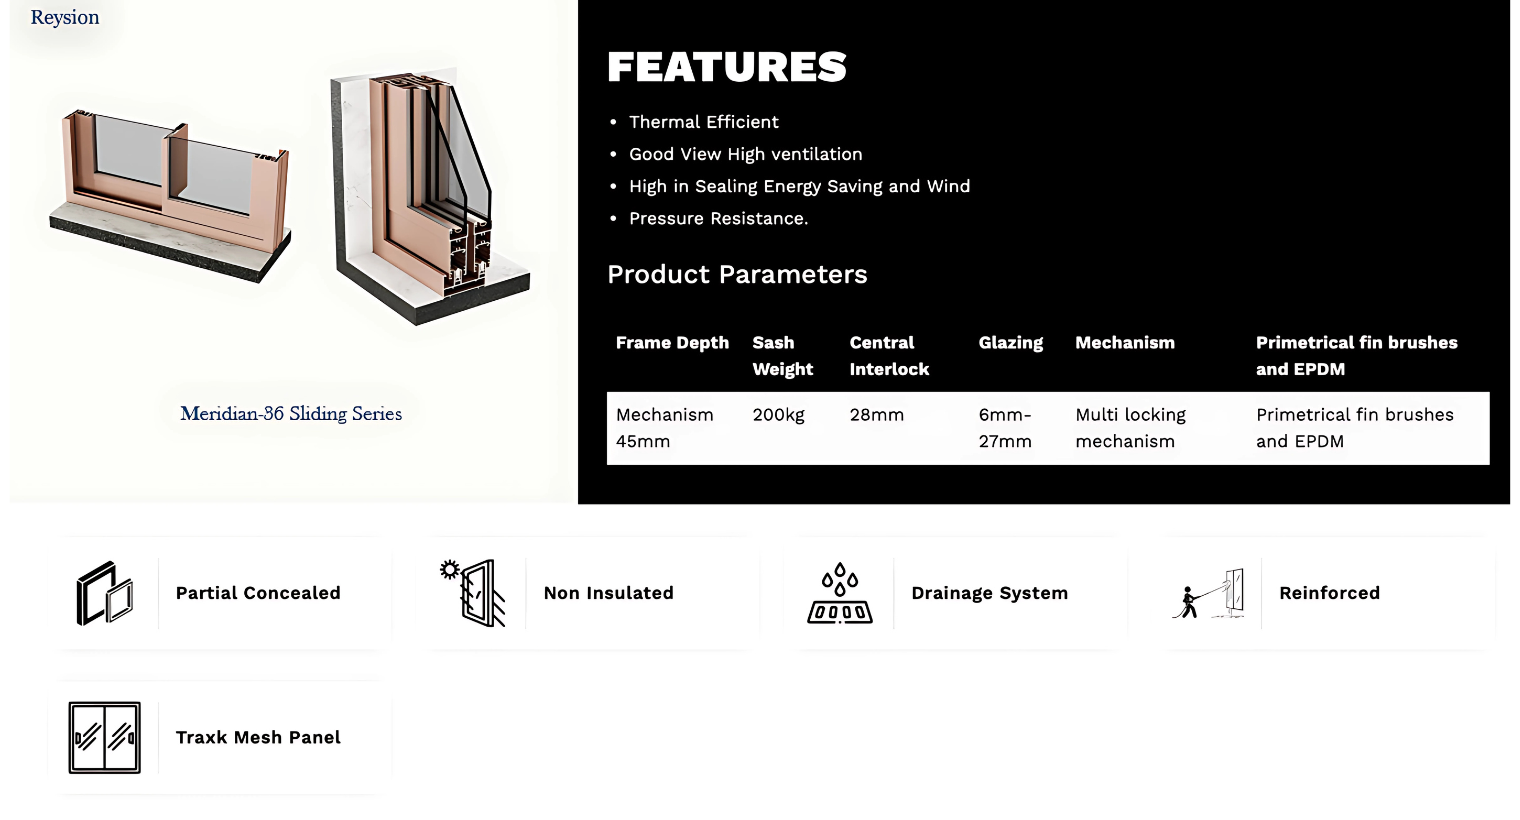 Reysion
Meridian-36 Sliding Series
FEATURES
• Thermal Efficient
• Good View High ventilation
• High in Sealing Energy Saving and Wind
• Pressure Resistance.
Product Parameters
Frame Depth
Sash
Weight
Central
Interlock
Glazing
Mechanism
Primetrical fin brushes
and EPDM
Mechanism
45mm
200kg
28mm
6mm-
27mm
Multi locking
mechanism
Primetrical fin brushes
and EPDM
Partial Concealed
Non Insulated
Drainage System
Reinforced
Traxk Mesh Panel